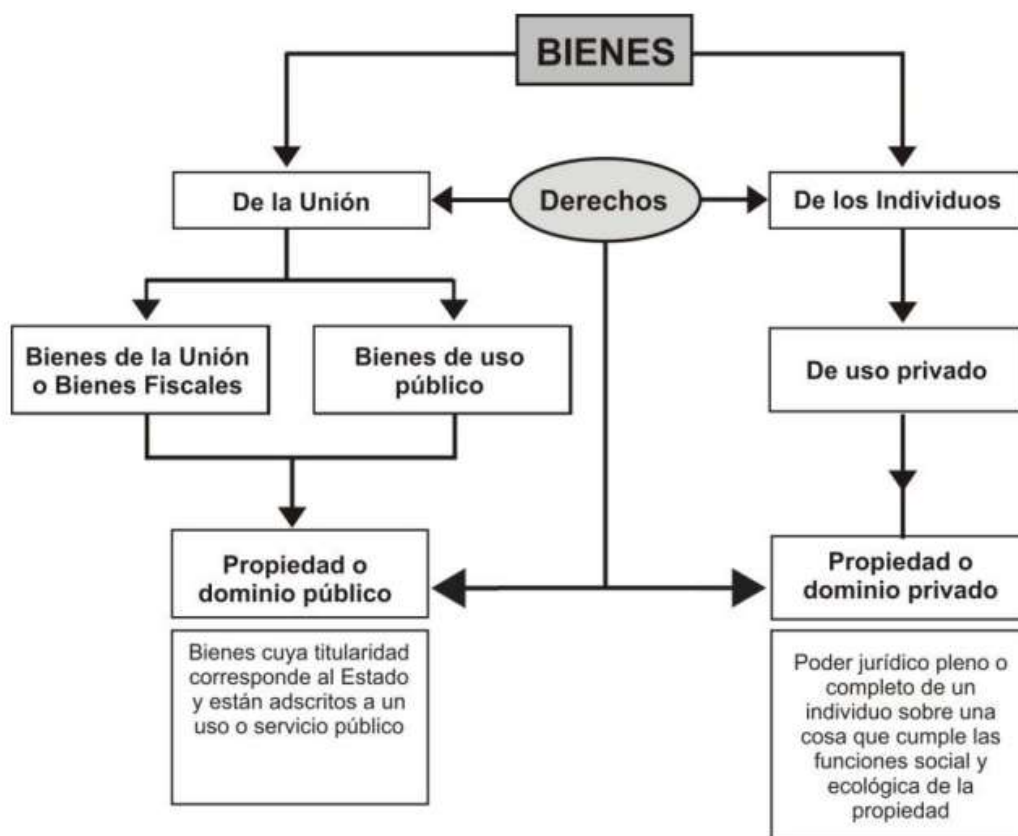 BIENES
De la Unión
Derechos
De los Individuos
Bienes de la Unión
o Bienes Fiscales
Bienes de uso
público
De uso privado
Propiedad o
dominio público
Propiedad o
dominio privado
Bienes cuya titularidad
corresponde al Estado
y están adscritos a un
uso o servicio público
Poder jurídico pleno o
completo de un
individuo sobre una
cosa que cumple las
funciones social y
ecológica de la
propiedad